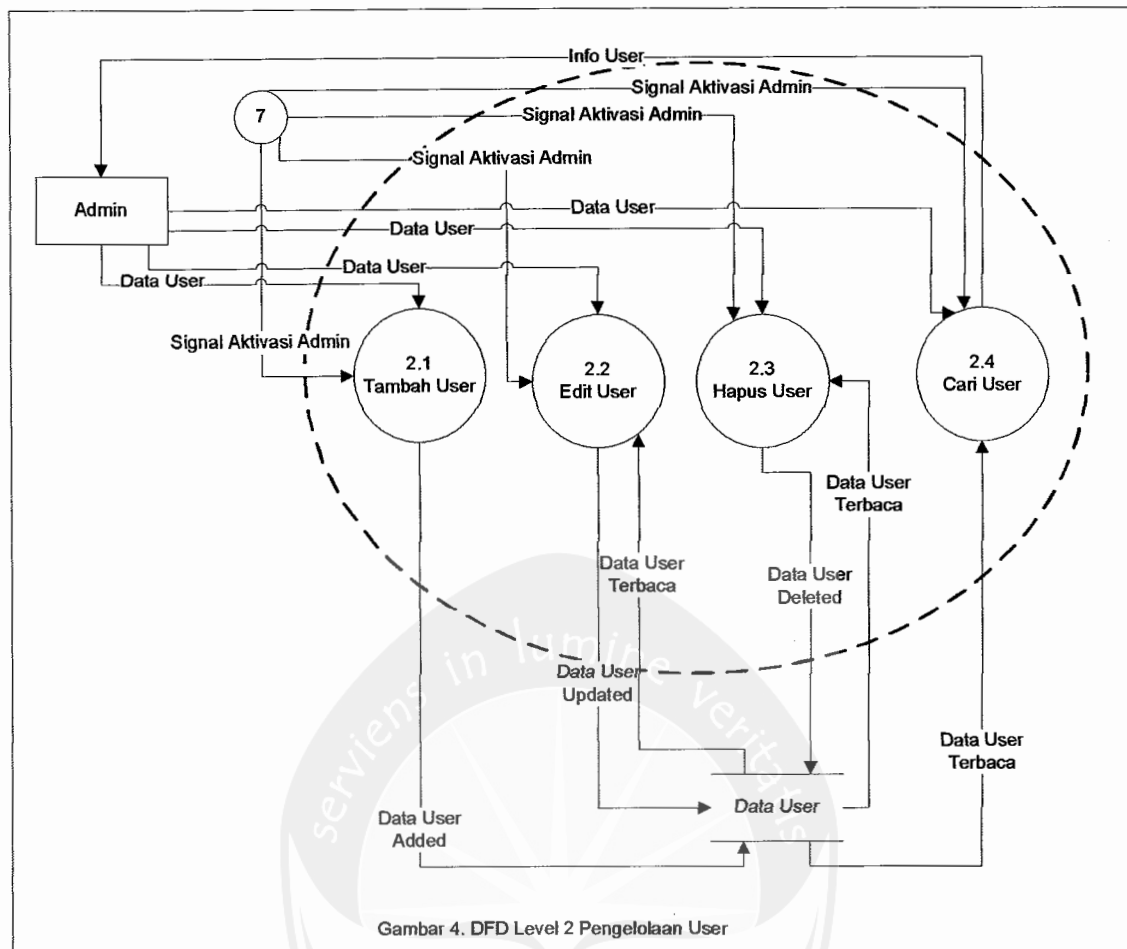 Info User
Signal Aktivasi Admin
7
Signal Aktivasi Admin
Signal Aktivasi Admin
Admin
Data User
Data User
Data User
Data User
Signal Aktivasi Admin
2.1
Tambah User
2.2
Edit User
2.3
Hapus User
2.4
Cari User
Data User
Terbaca
Data User
Terbaca
Data User
Deleted
Data User
Updated
Data User
Terbaca
Data User
Data User
Added
serviens in lumine veritatis
Gambar 4. DFD Level 2 Pengelolaan User